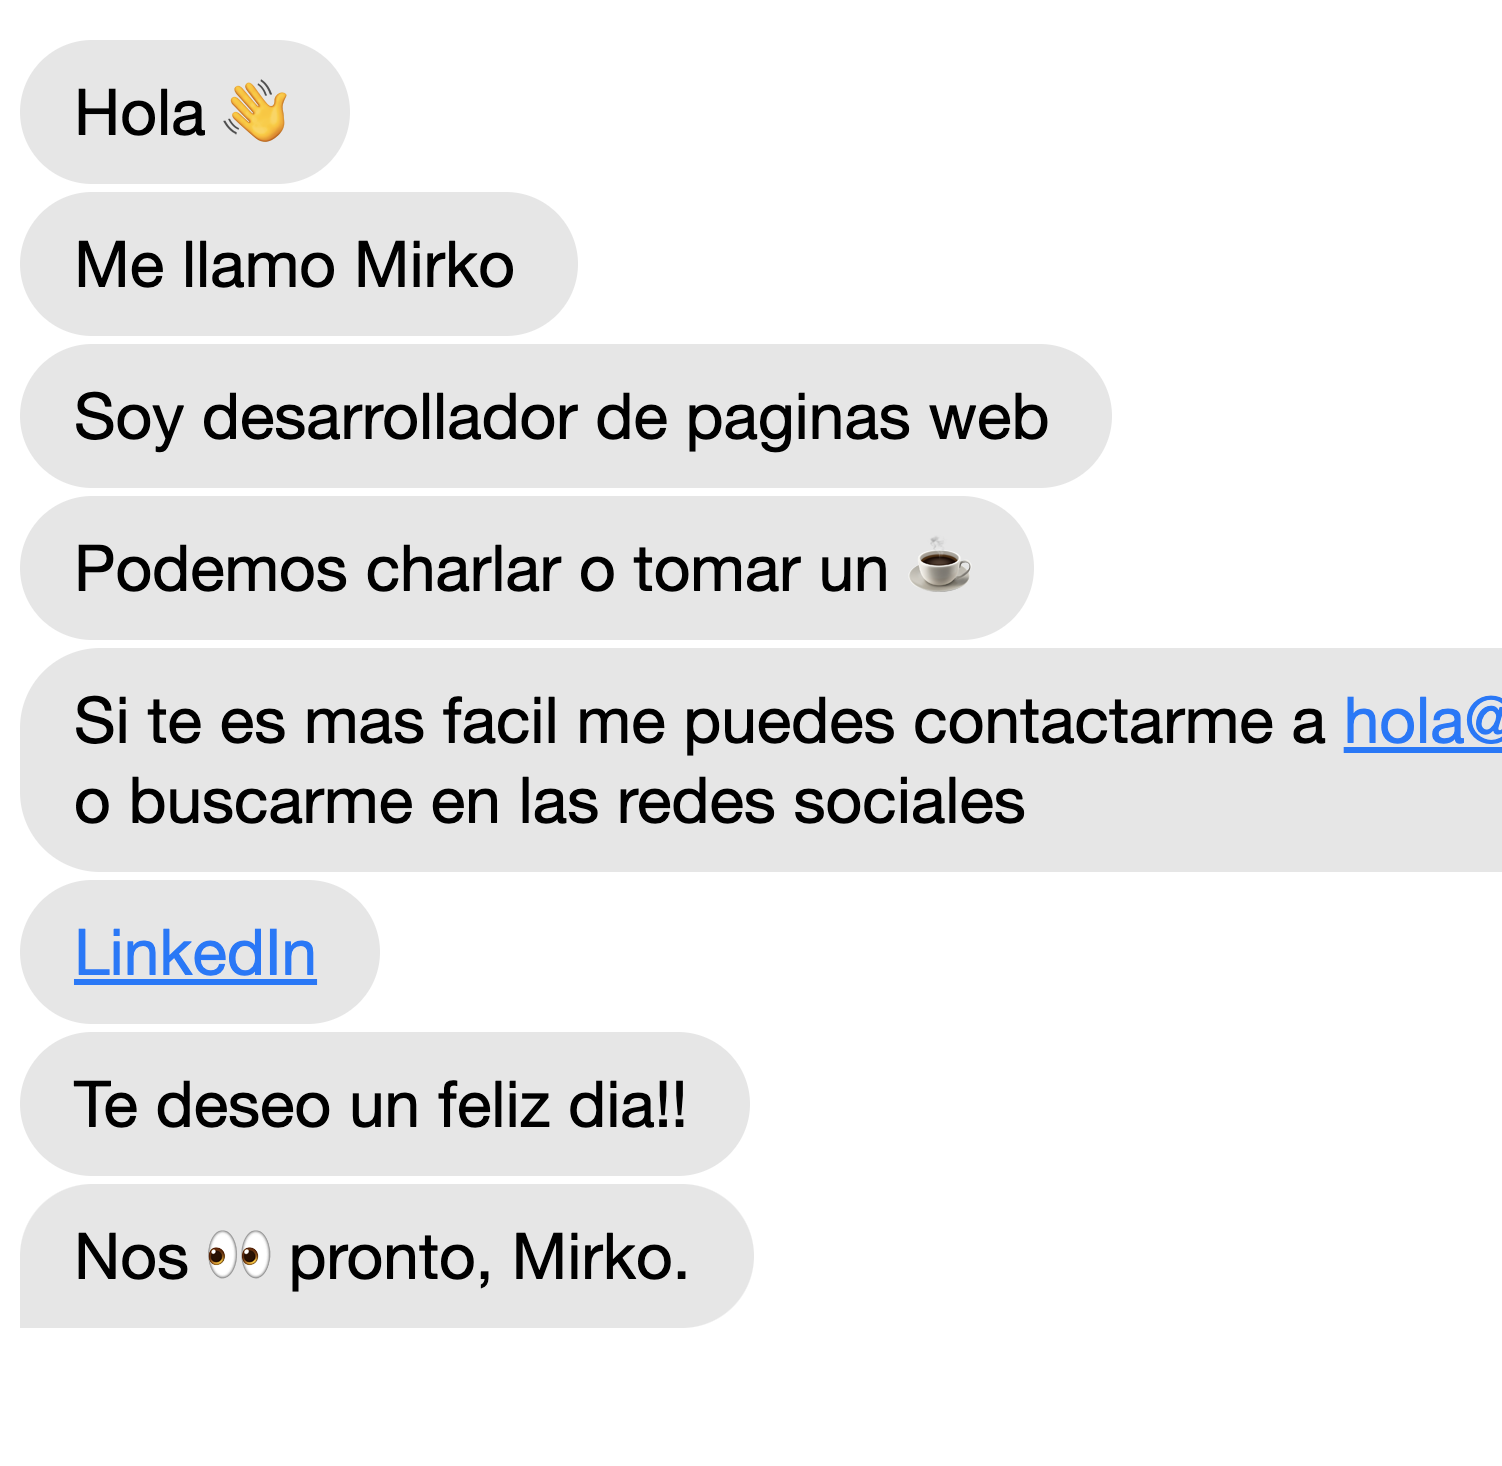 Hola 👋
Me llamo Mirko
Soy desarrollador de paginas web
Podemos charlar o tomar un ☕
Si te es mas facil me puedes contactarme a hola@
o buscarme en las redes sociales
LinkedIn
Te deseo un feliz dia!!
Nos 👀 pronto, Mirko.